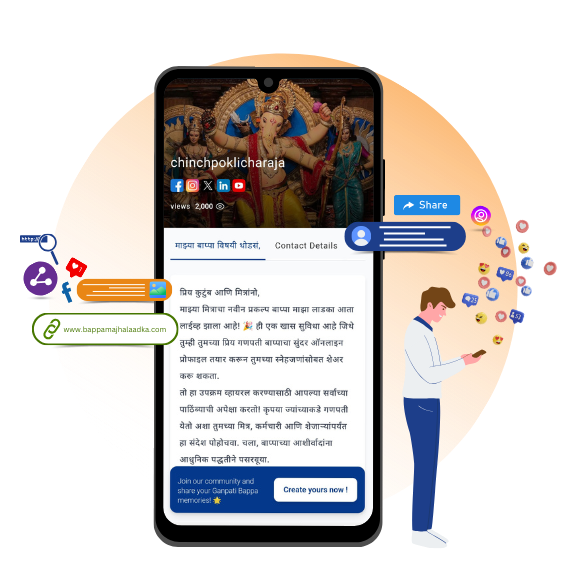 chinchpoklicharaja
views 2,000
Share
माझ्या बाप्पा विषयी थोडसं,
Contact Details
http://
www.bappamajhalaadka.com
प्रिय कुटुंब आणि मित्रांनो,
माझ्या मित्राचा नवीन प्रकल्प बाप्पा माझा लाडका आता
लाईव्ह झाला आहे! 🎉 ही एक खास सुविधा आहे जिथे
तुम्ही तुमच्या प्रिय गणपती बाप्पाचा सुंदर ऑनलाइन
प्रोफाइल तयार करून तुमच्या स्नेहजणांसोबत शेअर
करू शकता.
तो हा उपक्रम व्हायरल करण्यासाठी आपल्या सर्वांच्या
पाठिंब्याची अपेक्षा करतो! कृपया ज्यांच्याकडे गणपती
येतो अशा तुमच्या मित्र, कर्मचारी आणि शेजाऱ्यांपर्यंत
हा संदेश पोहोचवा. चला, बाप्पाच्या आशीर्वादांना
आधुनिक पद्धतीने पसरवूया.
Join our community and
share your Ganpati Bappa
memories! 🌟
Create yours now !